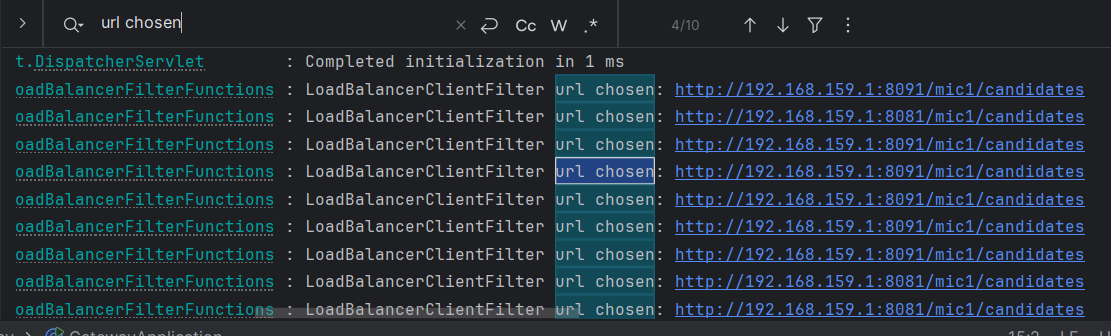 url chosen
Cc W .*
4/10
t.DispatcherServlet : Completed initialization in 1 ms
oadBalancerFilterFunctions : LoadBalancerClientFilter url chosen: http://192.168.159.1:8091/mic1/candidates
oadBalancerFilterFunctions : LoadBalancerClientFilter url chosen: http://192.168.159.1:8081/mic1/candidates
oadBalancerFilterFunctions : LoadBalancerClientFilter url chosen: http://192.168.159.1:8091/mic1/candidates
oadBalancerFilterFunctions : LoadBalancerClientFilter url chosen: http://192.168.159.1:8091/mic1/candidates
oadBalancerFilterFunctions : LoadBalancerClientFilter url chosen: http://192.168.159.1:8081/mic1/candidates
oadBalancerFilterFunctions : LoadBalancerClientFilter url chosen: http://192.168.159.1:8091/mic1/candidates
oadBalancerFilterFunctions : LoadBalancerClientFilter url chosen: http://192.168.159.1:8091/mic1/candidates
oadBalancerFilterFunctions : LoadBalancerClientFilter url chosen: http://192.168.159.1:8081/mic1/candidates
oadBalancerFilterFunctions : LoadBalancerClientFilter url chosen: http://192.168.159.1:8081/mic1/candidates
GatewayApplication